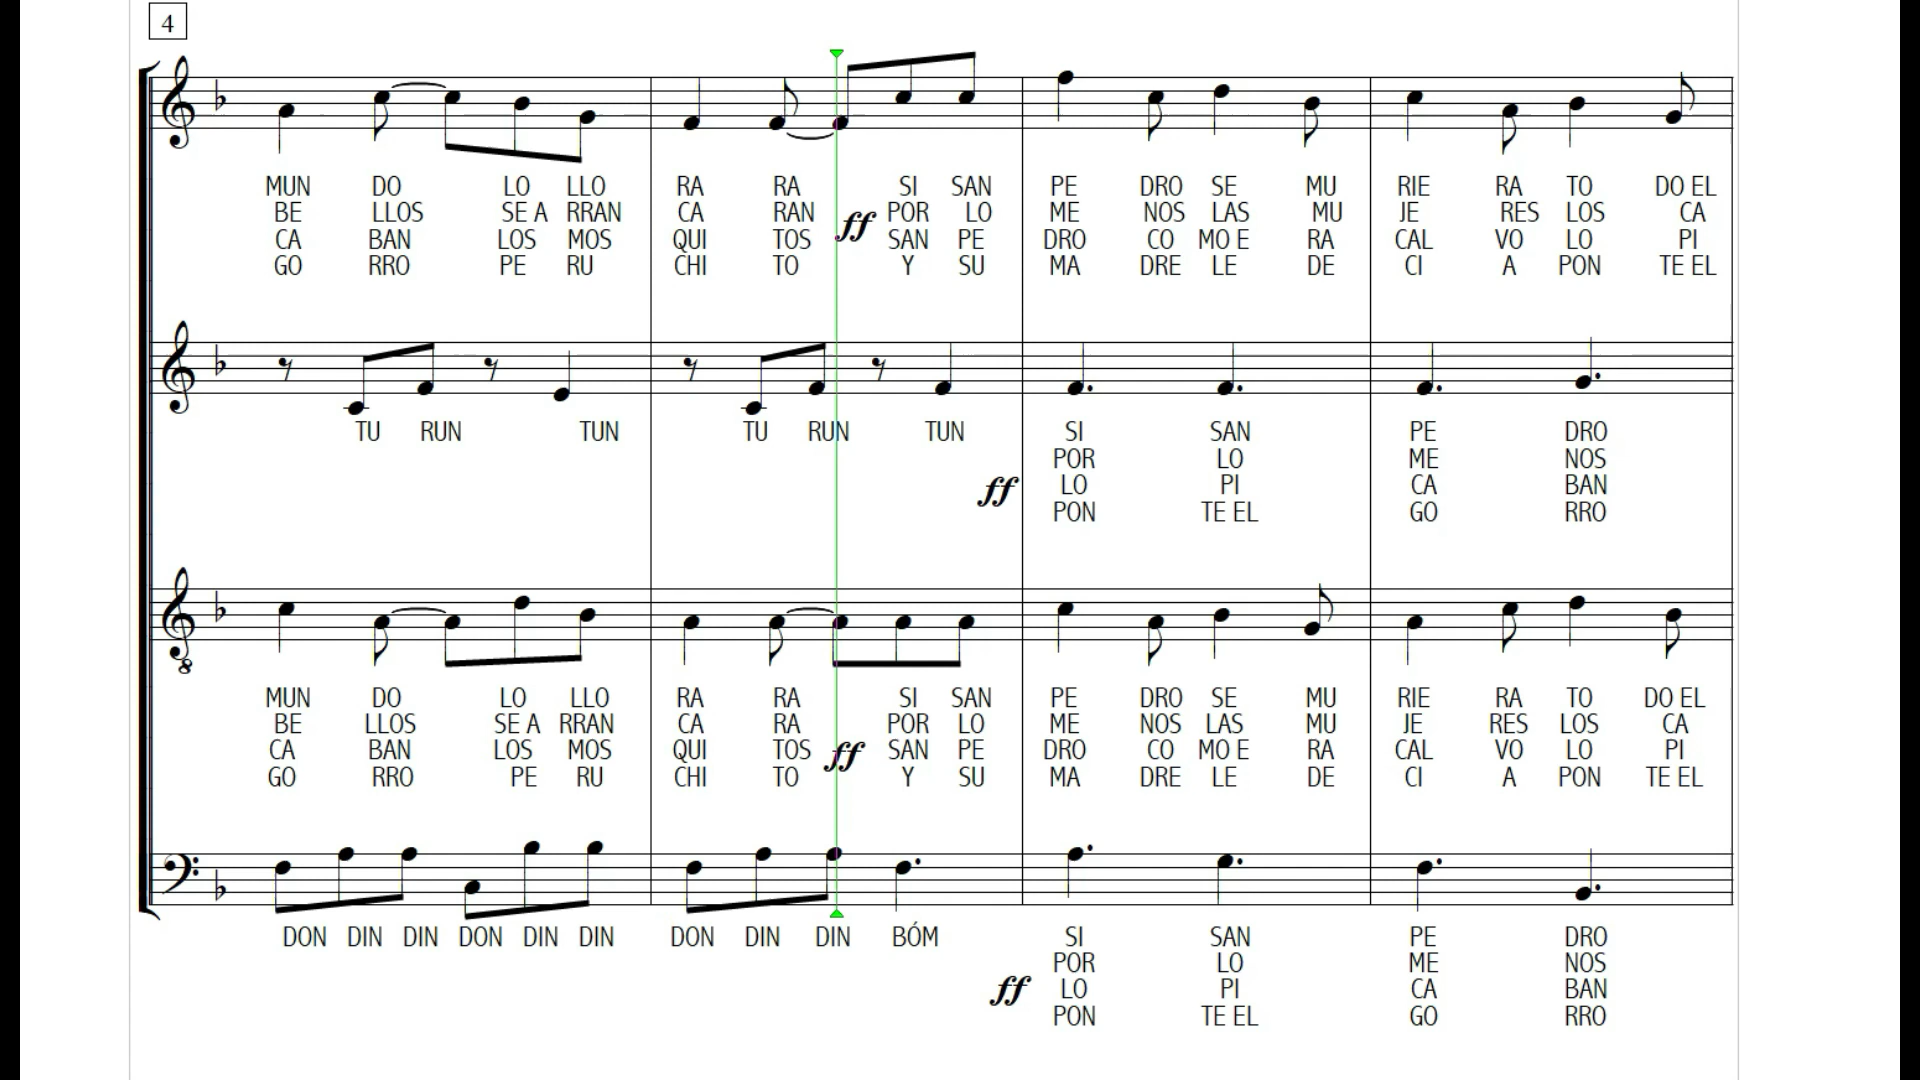 4
MUN DO LO LLO RA RA SI SAN PE DRO SE MU RIE RA TO DO EL
BE LLOS SE A RRAN CA RAN ff POR LO ME NOS LAS MU JE RES LOS CA
CA BAN LOS MOS QUI TOS SAN PE DRO CO MO E RA CAL VO LO PI
GO RRO PE RU CHI TO Y SU MA DRE LE DE CI A PON TE EL
TU RUN TUN TU RUN TUN SI SAN PE DRO
POR LO ME NOS
ff LO PI CA BAN
PON TE EL GO RRO
8
MUN DO LO LLO RA RA SI SAN PE DRO SE MU RIE RA TO DO EL
BE LLOS SE A RRAN CA RA POR LO ME NOS LAS MU JE RES LOS CA
CA BAN LOS MOS QUI TOS ff SAN PE DRO CO MO E RA CAL VO LO PI
GO RRO PE RU CHI TO Y SU MA DRE LE DE CI A PON TE EL
DON DIN DIN DON DIN DIN DON DIN DIN BÓM SI SAN PE DRO
POR LO ME NOS
ff LO PI CA BAN
PON TE EL GO RRO